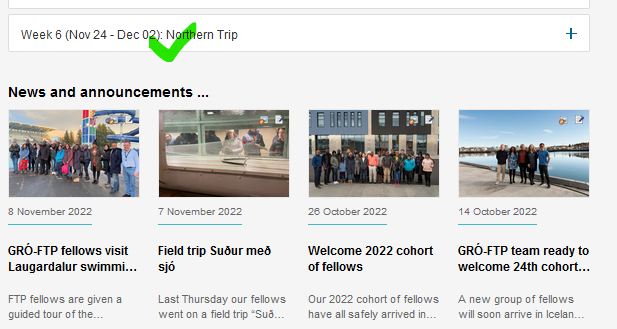 Week 6 (Nov 24 - Dec 02): Northern Trip
News and announcements ...
8 November 2022
GRÓ-FTP fellows visit
Laugardalur swimmi...
FTP fellows are given a
guided tour of the...
7 November 2022
Field trip Suður með
sjó
Last Thursday our fellows
went on a field trip “Suð...
26 October 2022
Welcome 2022 cohort
of fellows
Our 2022 cohort of fellows
have all safely arrived in...
14 October 2022
GRÓ-FTP team ready to
welcome 24th cohort...
A new group of fellows
will soon arrive in Icelan...